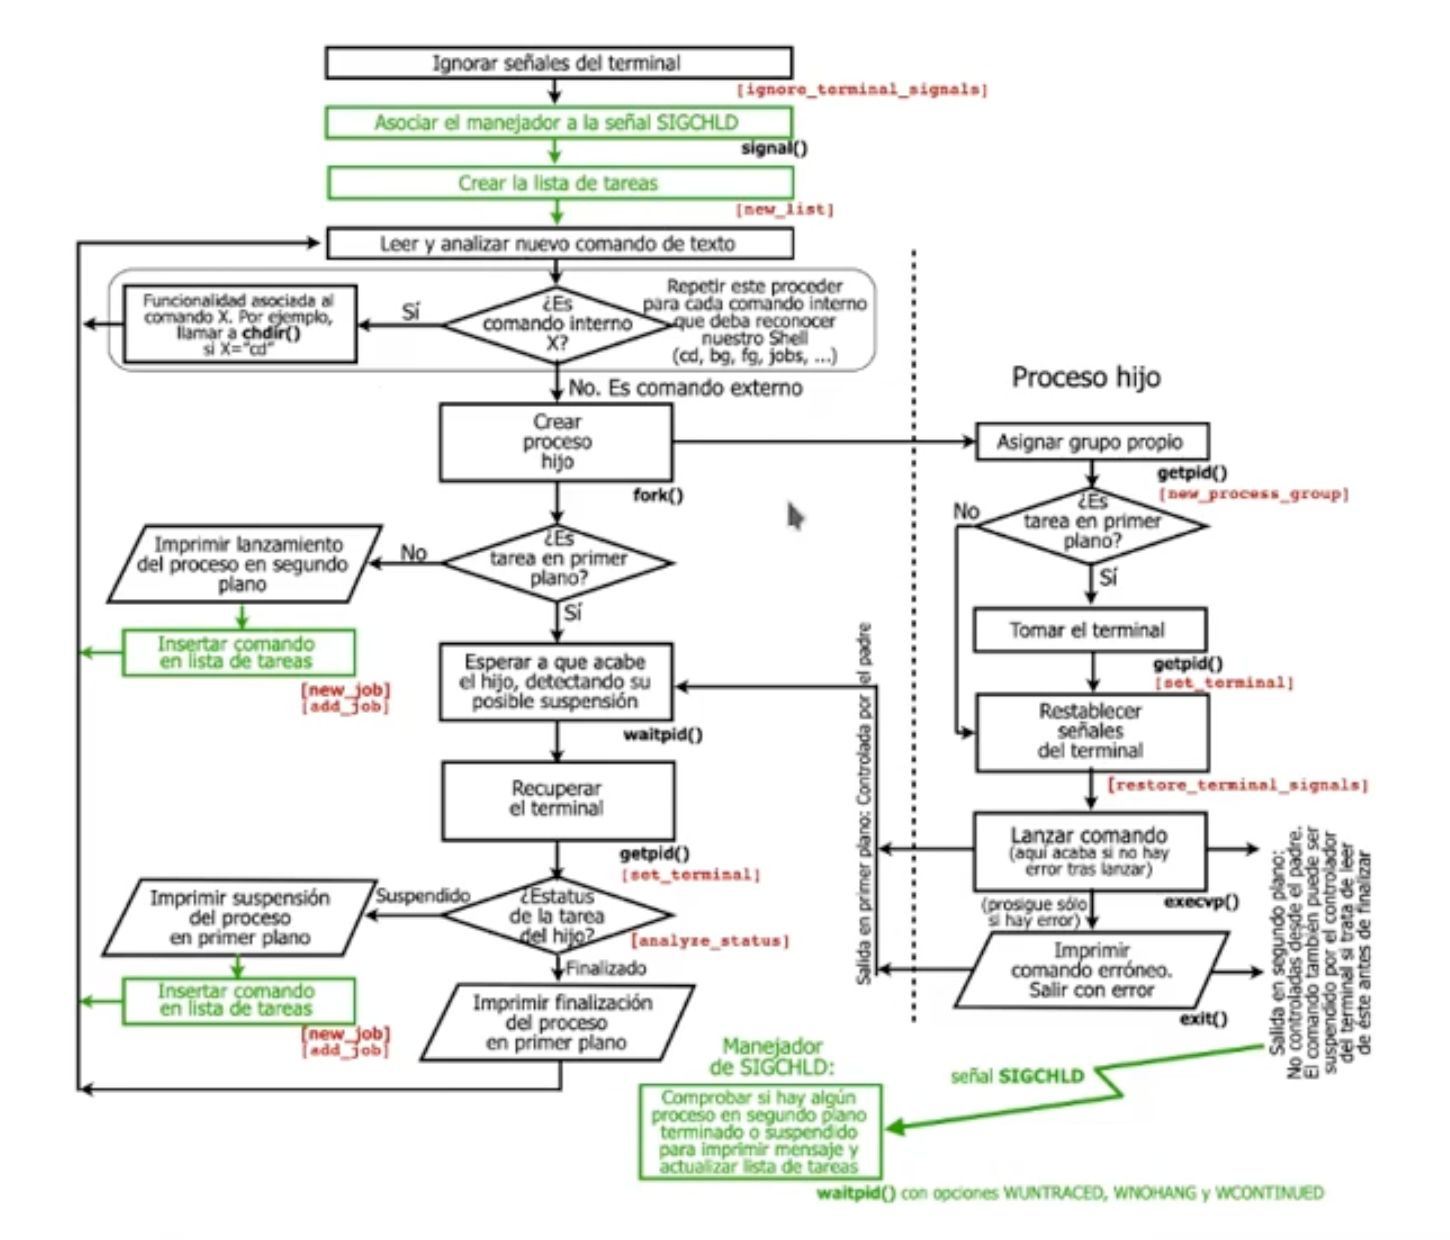 Ignorar señales del terminal
[ignore_terminal_signals]
Asociar el manejador a la señal SIGCHLD
signal()
Crear la lista de tareas
[new_list]
Leer y analizar nuevo comando de texto
Funcionalidad asociada al
comando X. Por ejemplo,
llamar a chdir()
si X="cd"
Sí
¿Es
comando interno
X?
Repetir este proceder
para cada comando interno
que deba reconocer
nuestro Shell
(cd, bg, fg, jobs, ...)
No. Es comando externo
Crear
proceso
hijo
fork()
¿Es
tarea en primer
plano?
No
Imprimir lanzamiento
del proceso en segundo
plano
Insertar comando
en lista de tareas
[new_job]
[add_job]
Sí
Esperar a que acabe
el hijo, detectando su
posible suspensión
waitpid()
Recuperar
el terminal
getpid()
[set_terminal]
¿Estatus
de la tarea
del hijo?
[analyze_status]
Suspendido
Imprimir suspensión
del proceso
en primer plano
Insertar comando
en lista de tareas
[new_job]
[add_job]
Finalizado
Imprimir finalización
del proceso
en primer plano
Proceso hijo
Asignar grupo propio
getpid()
[new_process_group]
¿Es
tarea en primer
plano?
No
Sí
Tomar el terminal
getpid()
[set_terminal]
Restablecer
señales
del terminal
[restore_terminal_signals]
Lanzar comando
(aquí acaba si no hay
error tras lanzar)
execvp()
(prosigue sólo
si hay error)
Imprimir
comando erróneo.
Salir con error
exit()
Salida en primer plano: Controlada por el padre
Salida en segundo plano:
No controladas desde el padre.
El comando también puede ser
suspendido por el controlador
del terminal si trata de leer
de éste antes de finalizar
señal SIGCHLD
Manejador
de SIGCHLD:
Comprobar si hay algún
proceso en segundo plano
terminado o suspendido
para imprimir mensaje y
actualizar lista de tareas
waitpid() con opciones WUNTRACED, WNOHANG y WCONTINUED